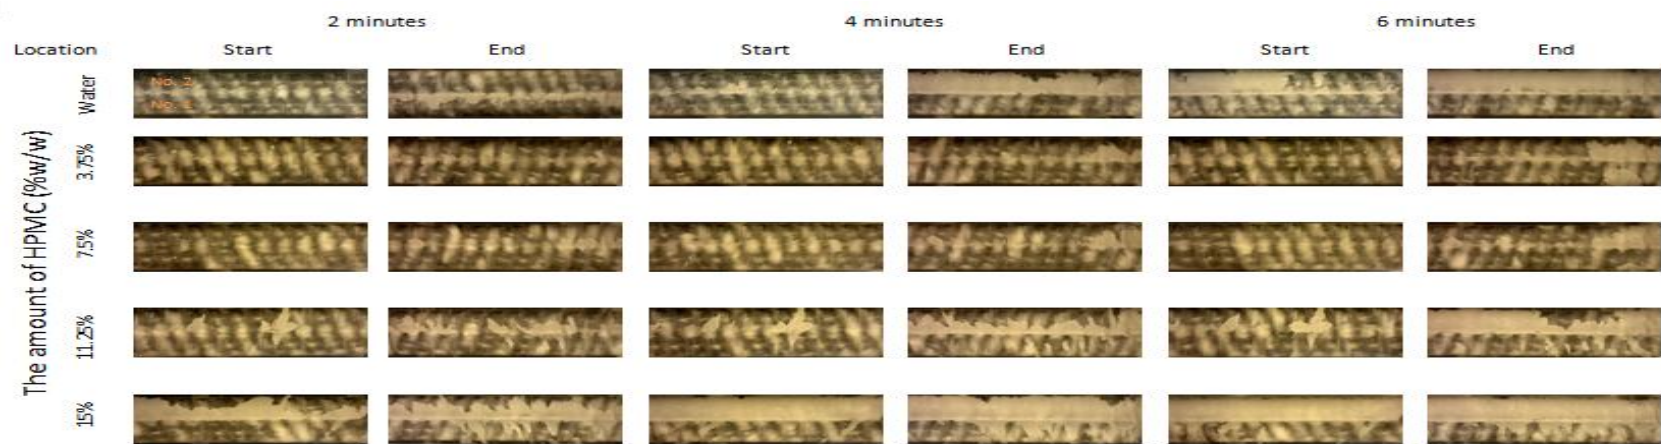 2 minutes 4 minutes 6 minutes
Location Start End Start End Start End
The amount of HPMC (%w/w)
Water
No. 2
No. 1
3.75%
7.5%
11.25%
15%